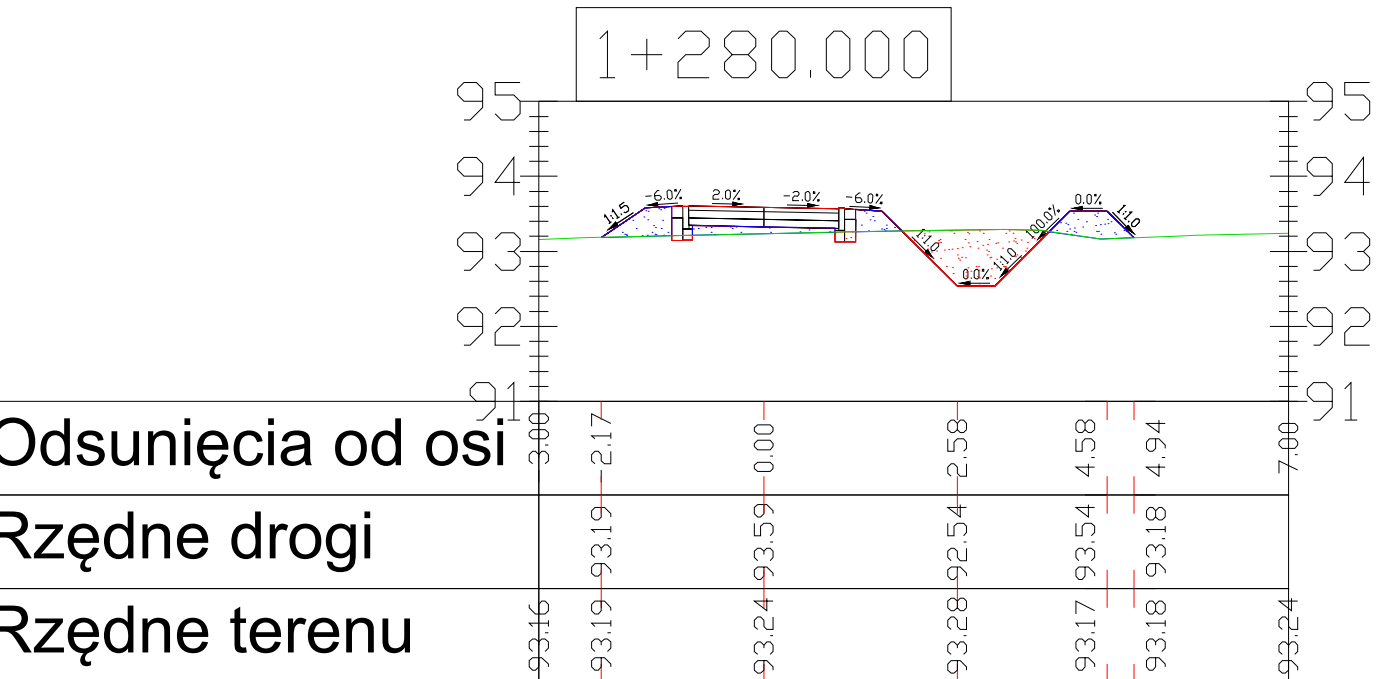 1+280.000
95 95
94 94
93 93
92 92
91 91
-6.0% 2.0% -2.0% -6.0% 0.0%
1:1.5 1:1.0 0.0% 1:1.0 100.0% 1:1.0
Odsunięcia od osi 3.00 -2.17 0.00 2.58 4.58 4.94 7.00
Rzędne drogi 93.19 93.59 92.54 93.54 93.18
Rzędne terenu 93.16 93.19 93.24 93.28 93.17 93.18 93.24